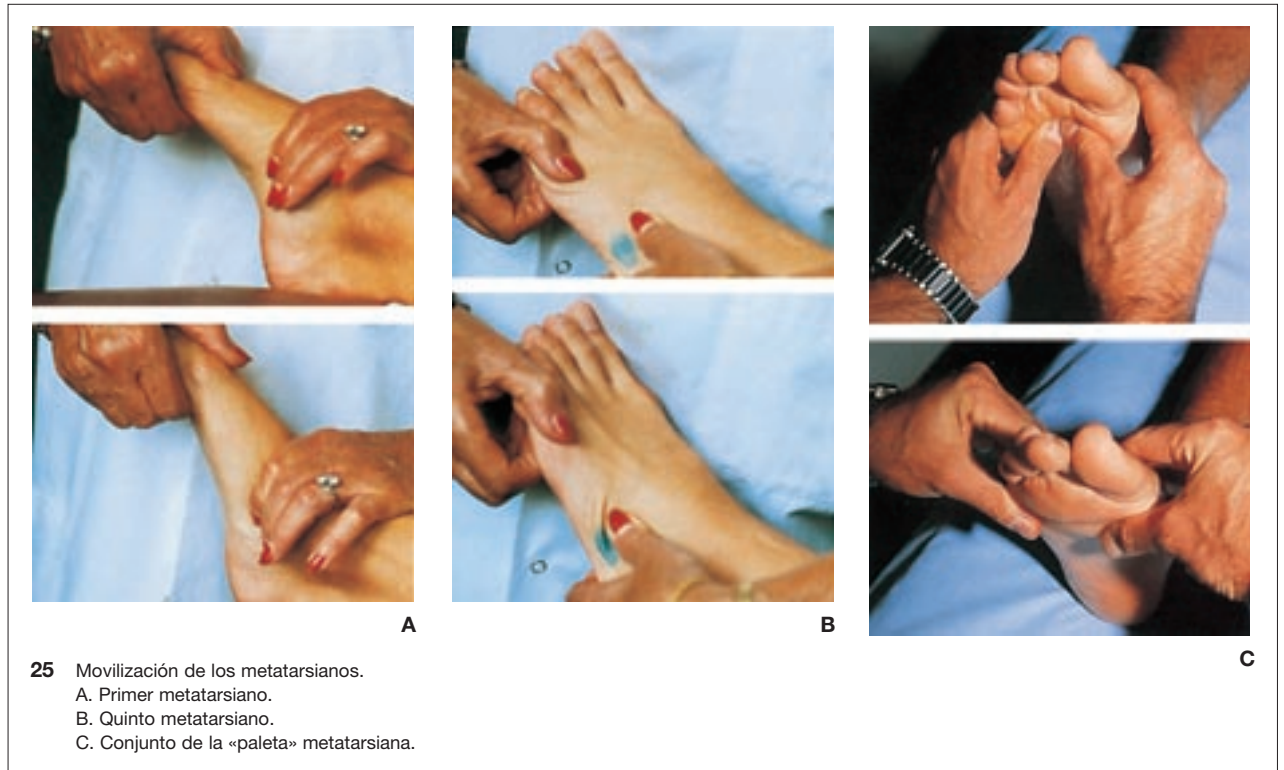 A
B
C
25 Movilización de los metatarsianos.
A. Primer metatarsiano.
B. Quinto metatarsiano.
C. Conjunto de la «paleta» metatarsiana.